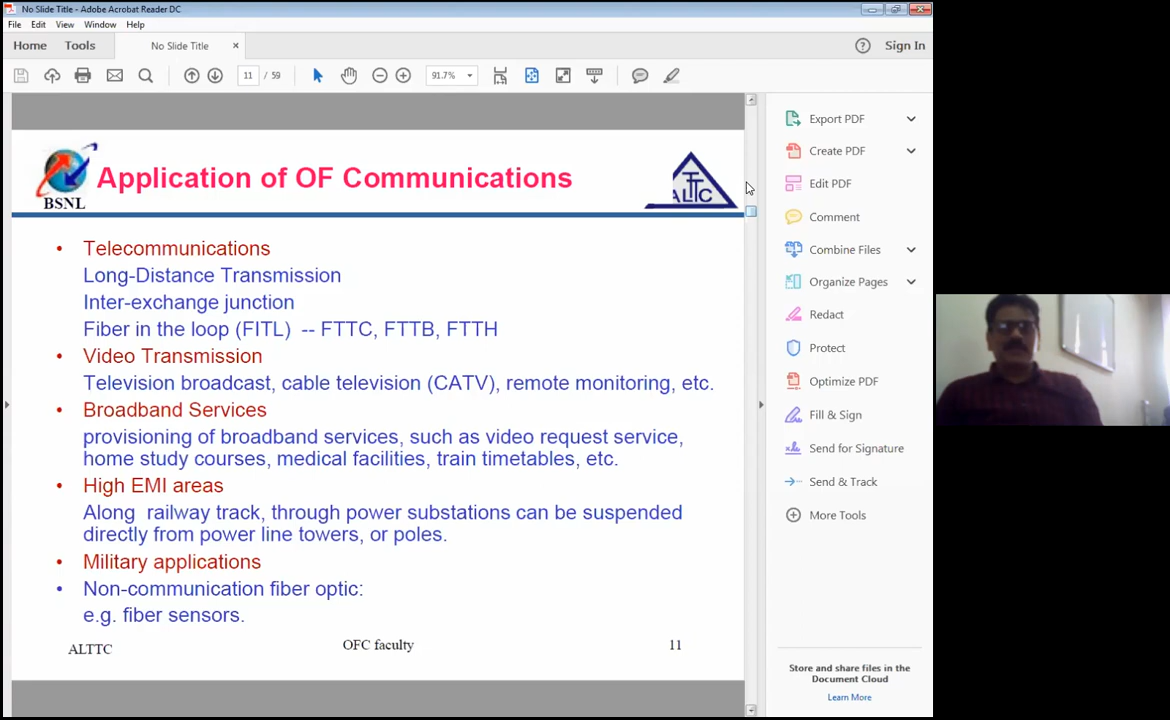 No Slide Title - Adobe Acrobat Reader DC
File Edit View Window Help
Home Tools No Slide Title × Sign In
11 / 59 91.7%
BSNL
Application of OF Communications
ALTTC
• Telecommunications
Long-Distance Transmission
Inter-exchange junction
Fiber in the loop (FITL) -- FTTC, FTTB, FTTH
• Video Transmission
Television broadcast, cable television (CATV), remote monitoring, etc.
• Broadband Services
provisioning of broadband services, such as video request service,
home study courses, medical facilities, train timetables, etc.
• High EMI areas
Along railway track, through power substations can be suspended
directly from power line towers, or poles.
• Military applications
• Non-communication fiber optic:
e.g. fiber sensors.
ALTTC OFC faculty 11
Export PDF
Create PDF
Edit PDF
Comment
Combine Files
Organize Pages
Redact
Protect
Optimize PDF
Fill & Sign
Send for Signature
Send & Track
More Tools
Store and share files in the
Document Cloud
Learn More